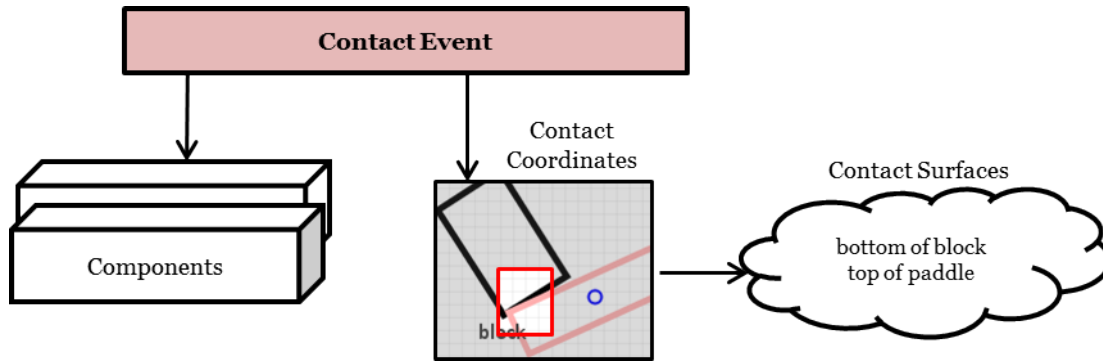 Contact Event
Contact
Coordinates
Contact Surfaces
Components
block
bottom of block
top of paddle